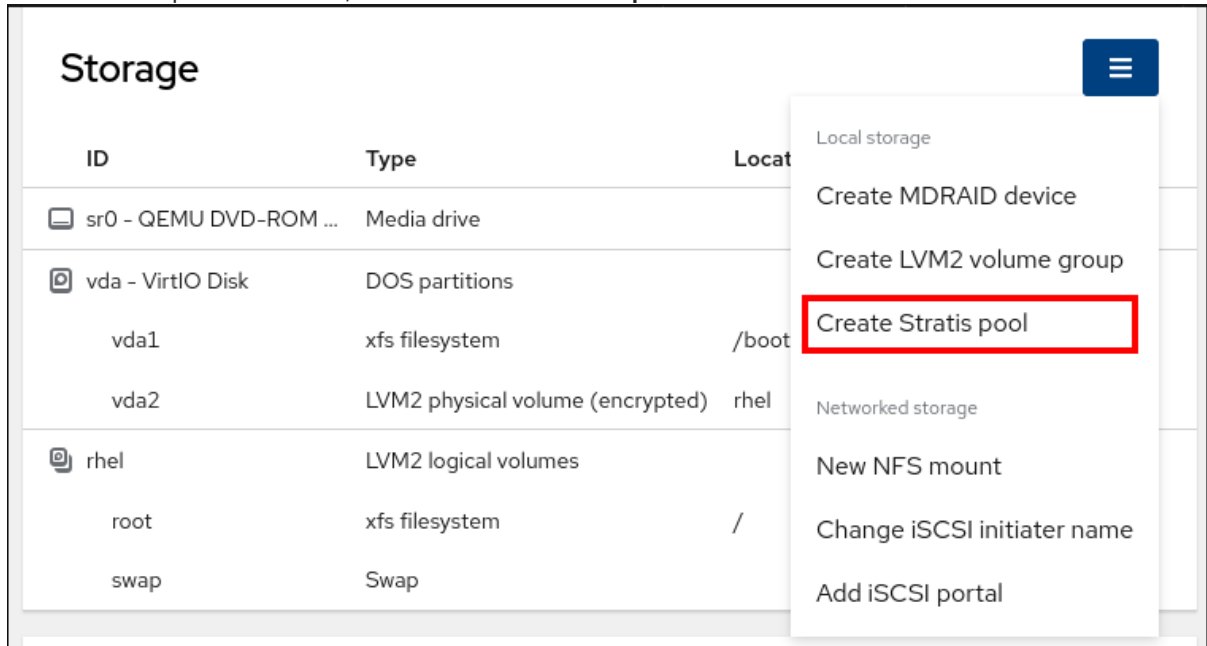 Storage
ID Type Locat
sr0 - QEMU DVD-ROM ... Media drive
vda - VirtIO Disk DOS partitions
vda1 xfs filesystem /boot
vda2 LVM2 physical volume (encrypted) rhel
rhel LVM2 logical volumes
root xfs filesystem /
swap Swap
Local storage
Create MDRAID device
Create LVM2 volume group
Create Stratis pool
Networked storage
New NFS mount
Change iSCSI initiater name
Add iSCSI portal